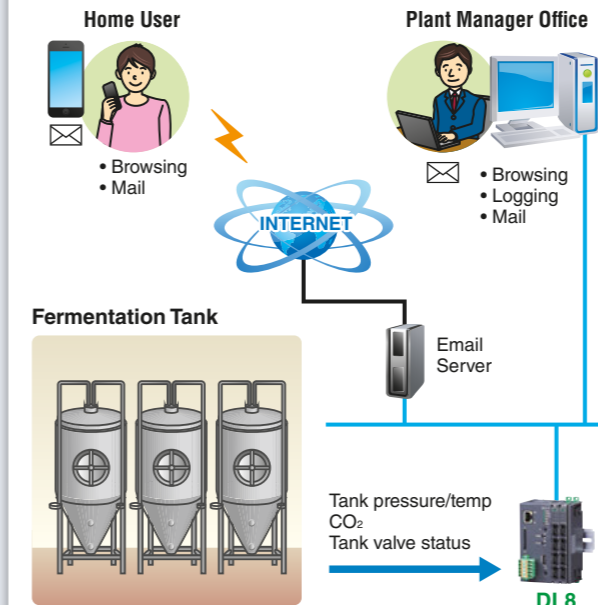 Home User
• Browsing
• Mail
Plant Manager Office
• Browsing
• Logging
• Mail
INTERNET
Email
Server
Fermentation Tank
Tank pressure/temp
CO₂
Tank valve status
DL8